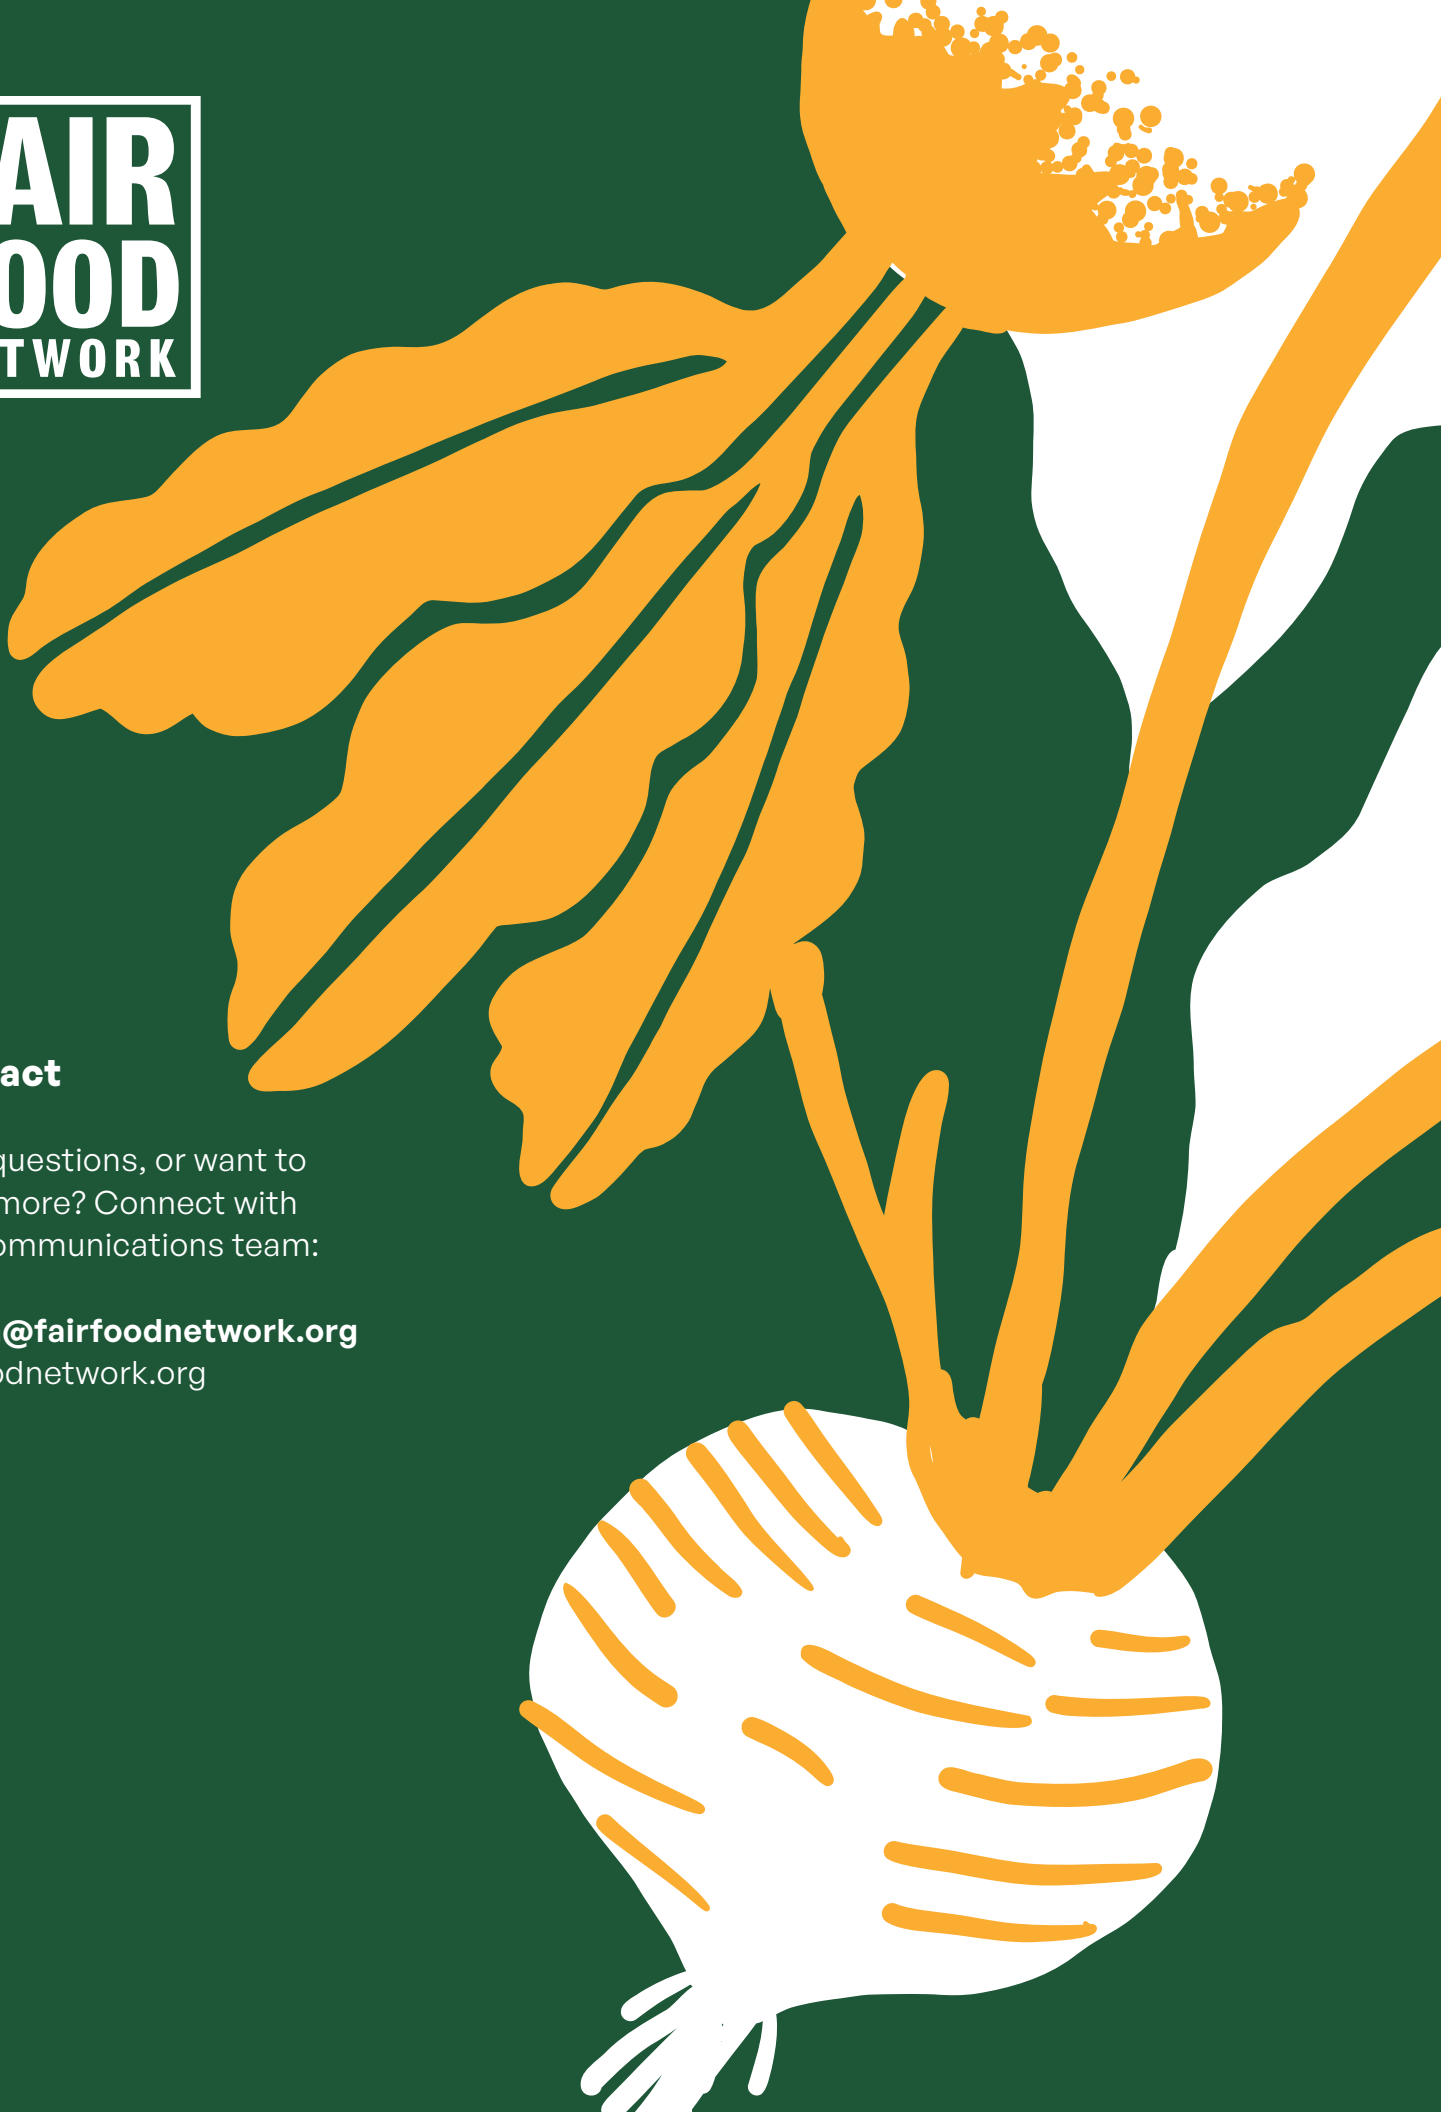 AIR
OOD
TWORK
act
questions, or want to
more? Connect with
ommunications team:
@fairfoodnetwork.org
odnetwork.org